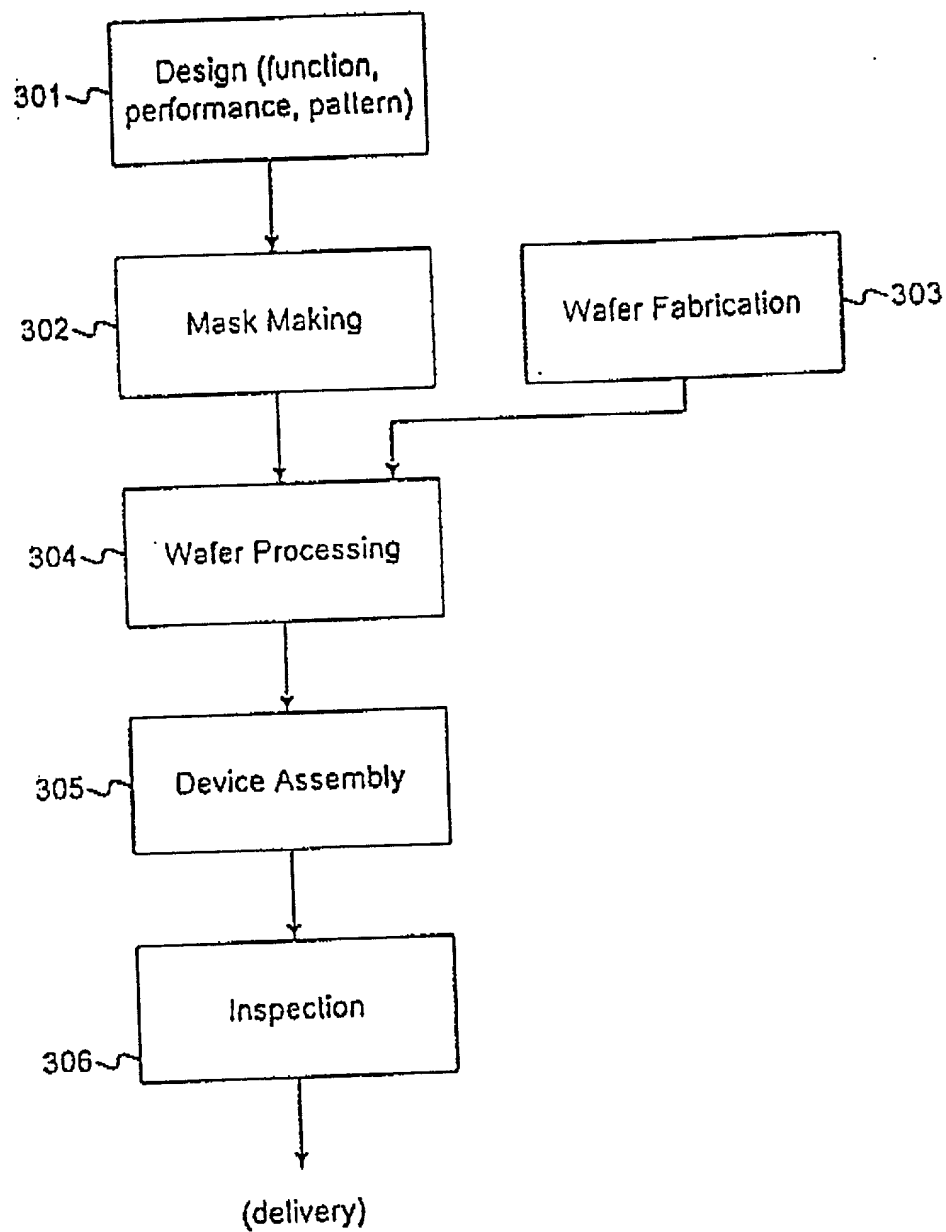 301
Design (function,
performance, pattern)
302
Mask Making
Wafer Fabrication
303
304
Wafer Processing
305
Device Assembly
306
Inspection
(delivery)